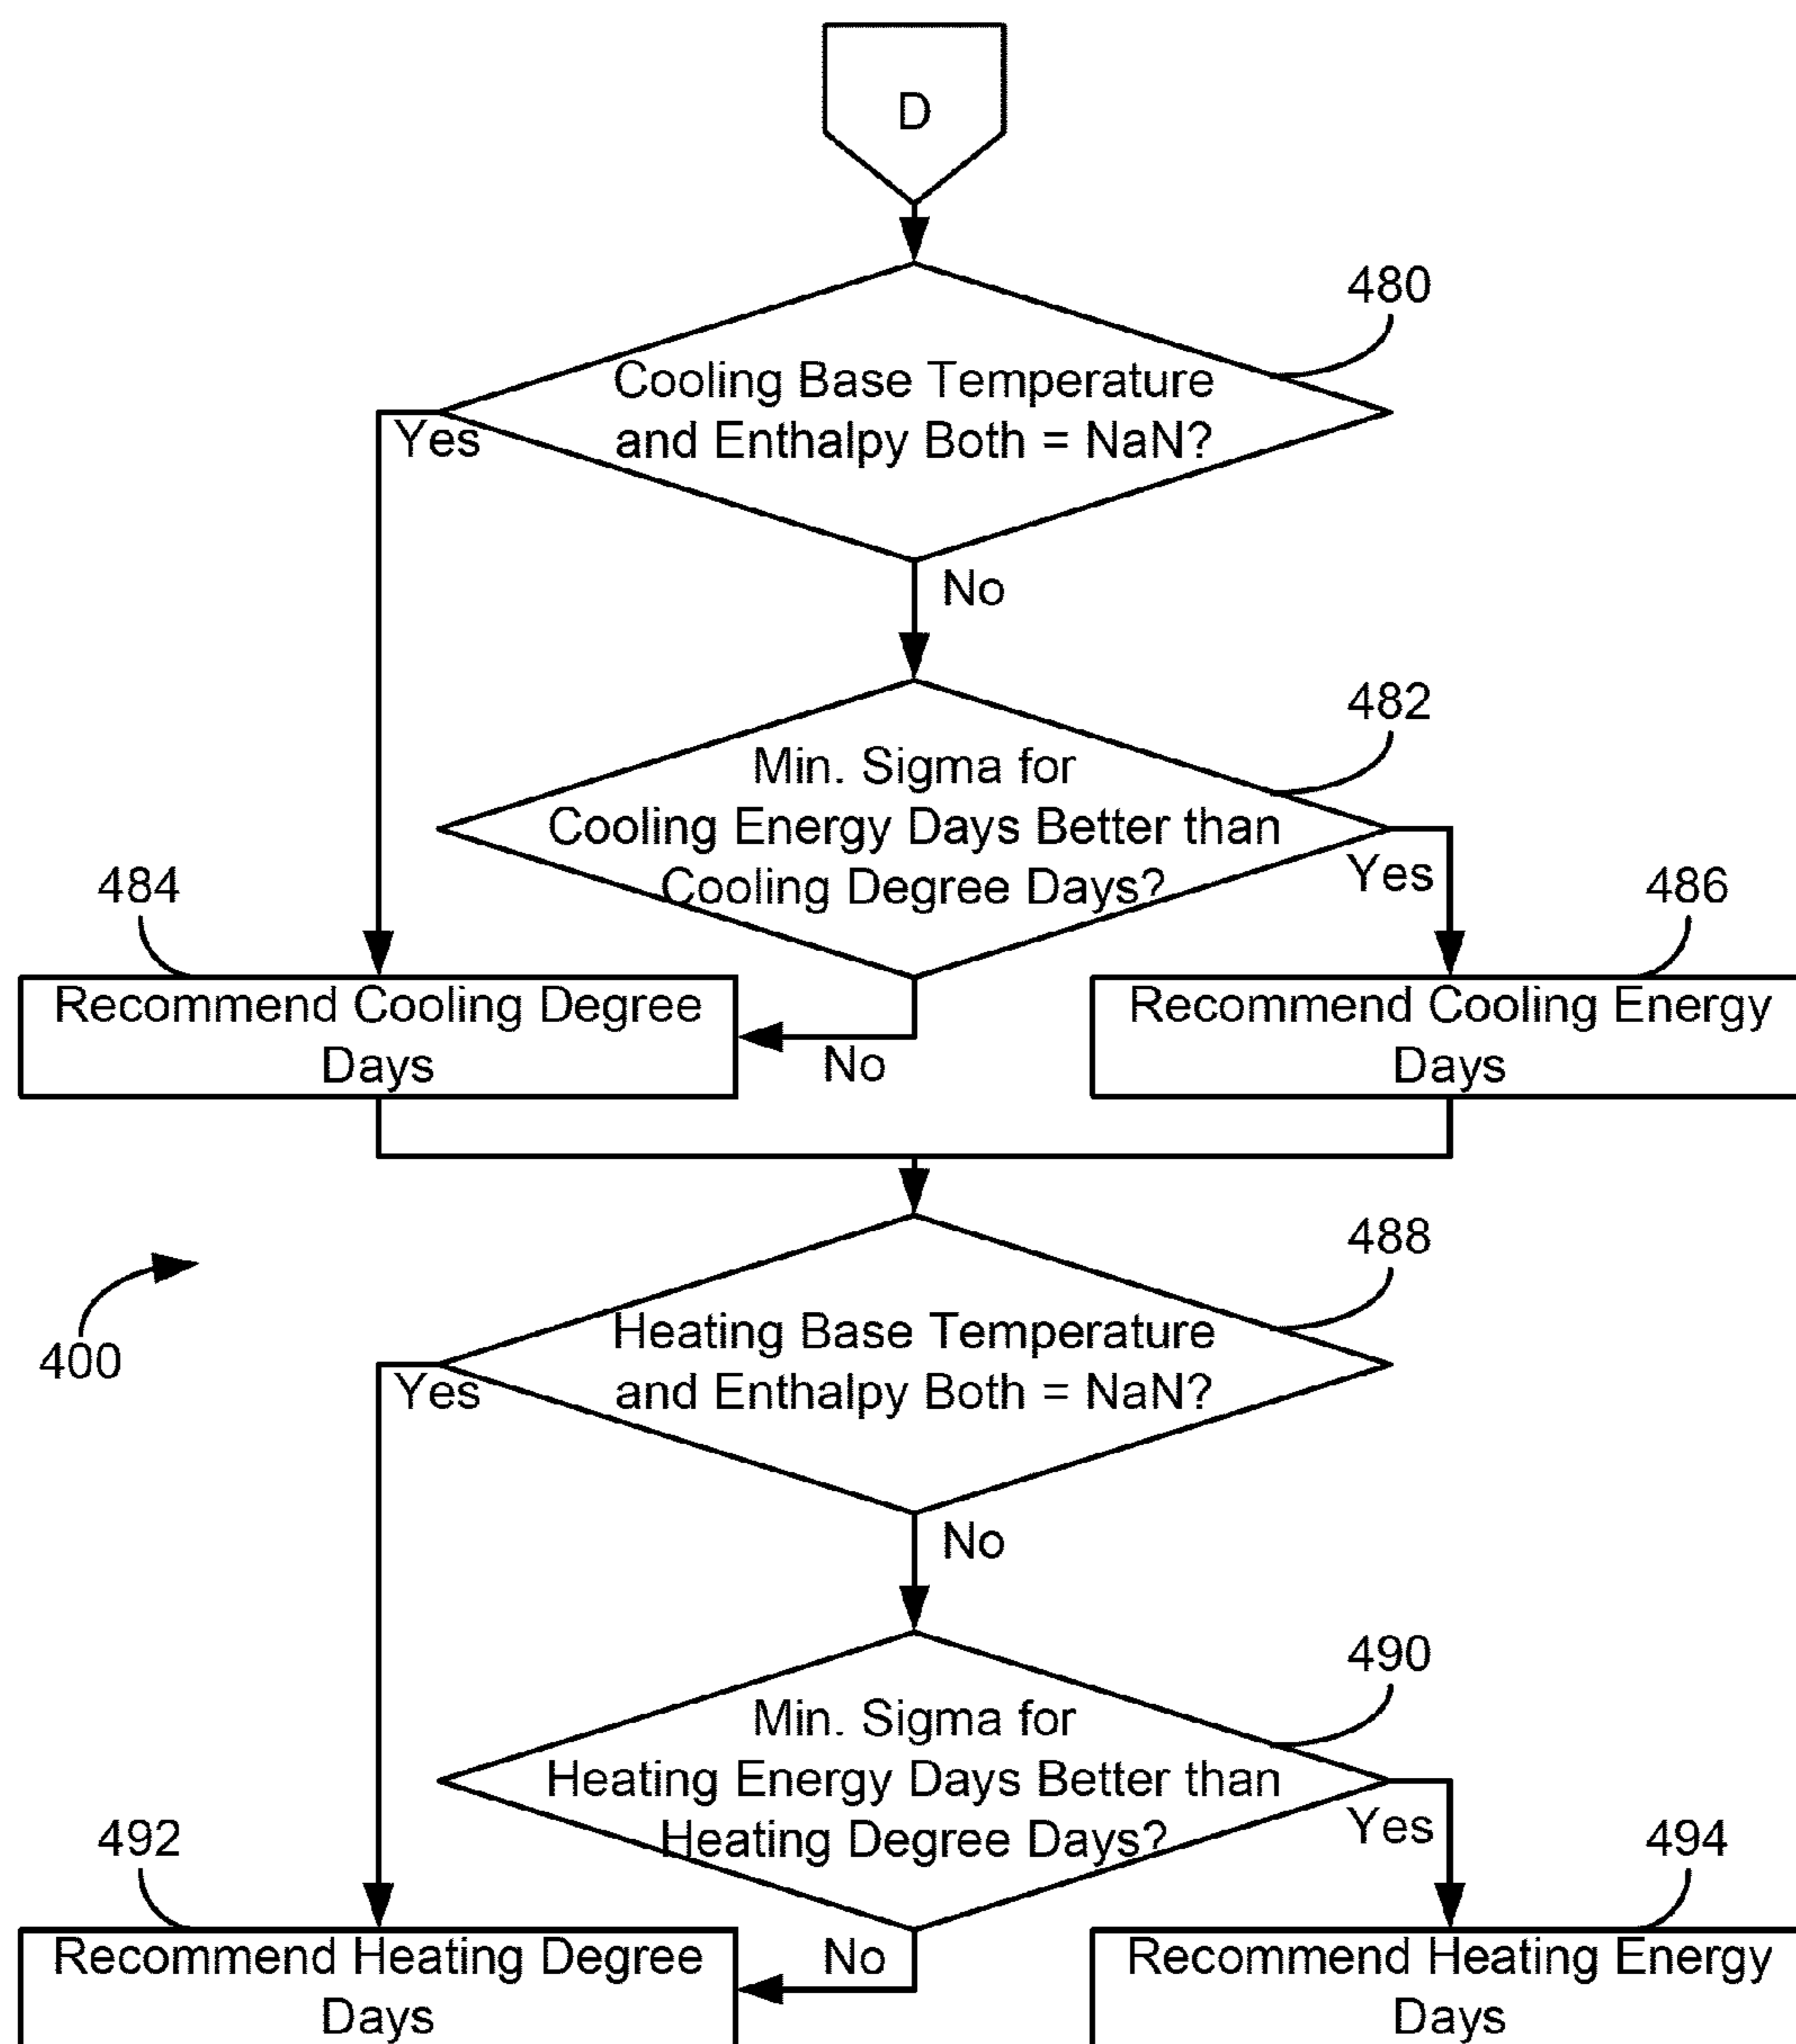 D
480
Cooling Base Temperature
and Enthalpy Both = NaN?
Yes
No
482
Min. Sigma for
Cooling Energy Days Better than
Cooling Degree Days?
Yes
484
486
Recommend Cooling Degree
Days
No
Recommend Cooling Energy
Days
488
400
Heating Base Temperature
and Enthalpy Both = NaN?
Yes
No
490
Min. Sigma for
Heating Energy Days Better than
Heating Degree Days?
Yes
492
494
Recommend Heating Degree
Days
No
Recommend Heating Energy
Days